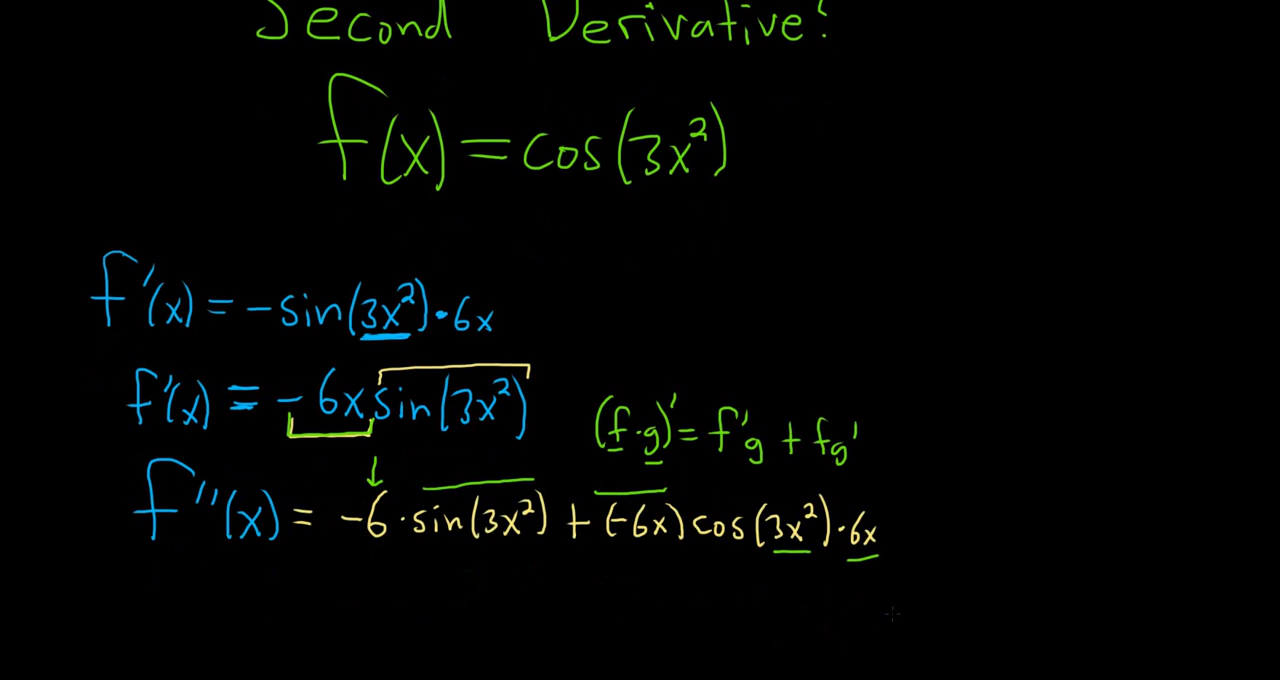 Second Derivative?
f(x) = cos(3x²)
f'(x) = -sin(3x²)·6x
f'(x) = -6x sin(3x²)
(f·g)' = f'g + fg'
f''(x) = -6·sin(3x²) + (-6x)cos(3x²)·6x